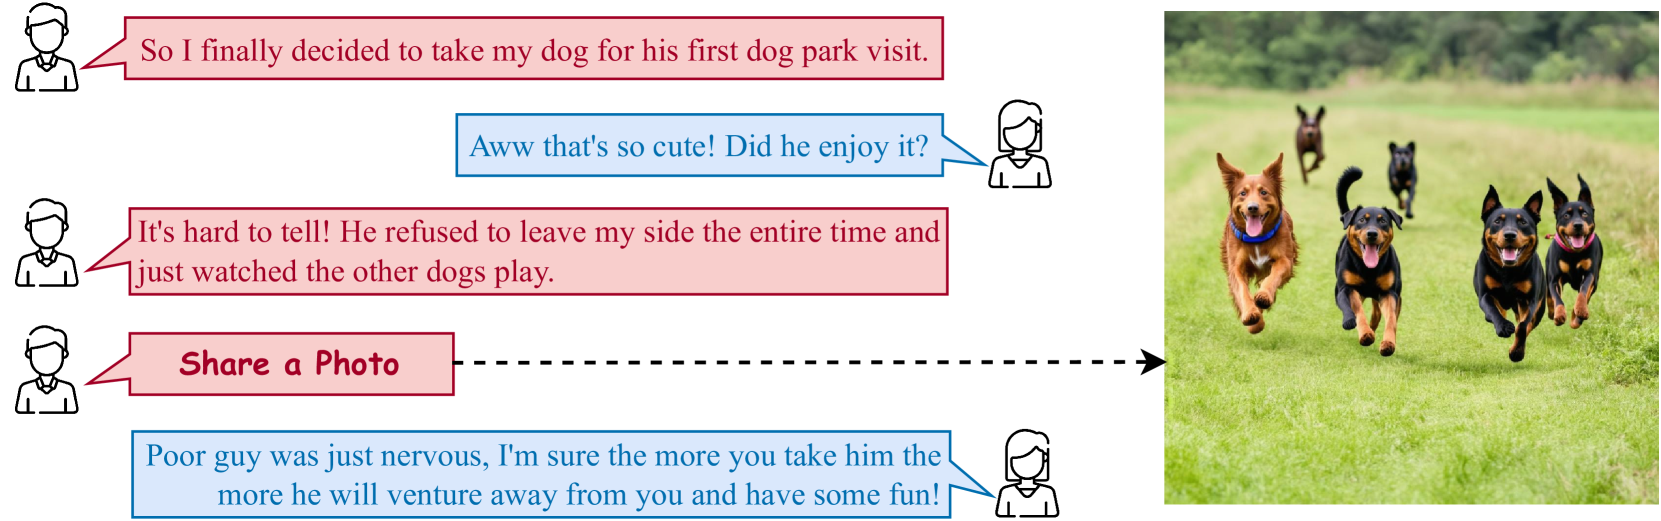 So I finally decided to take my dog for his first dog park visit.
Aww that's so cute! Did he enjoy it?
It's hard to tell! He refused to leave my side the entire time and
just watched the other dogs play.
Share a Photo
Poor guy was just nervous, I'm sure the more you take him the
more he will venture away from you and have some fun!